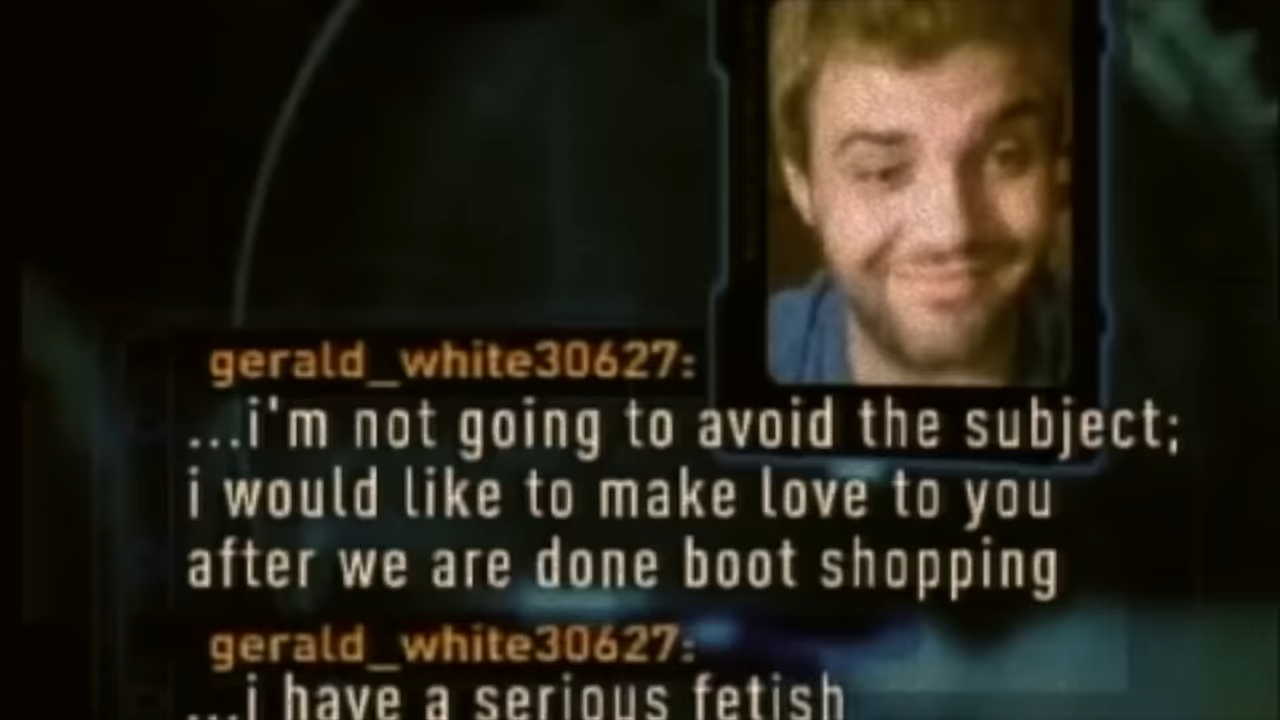 gerald_white30627:
...i'm not going to avoid the subject;
i would like to make love to you
after we are done boot shopping
gerald_white30627:
...i have a serious fetish